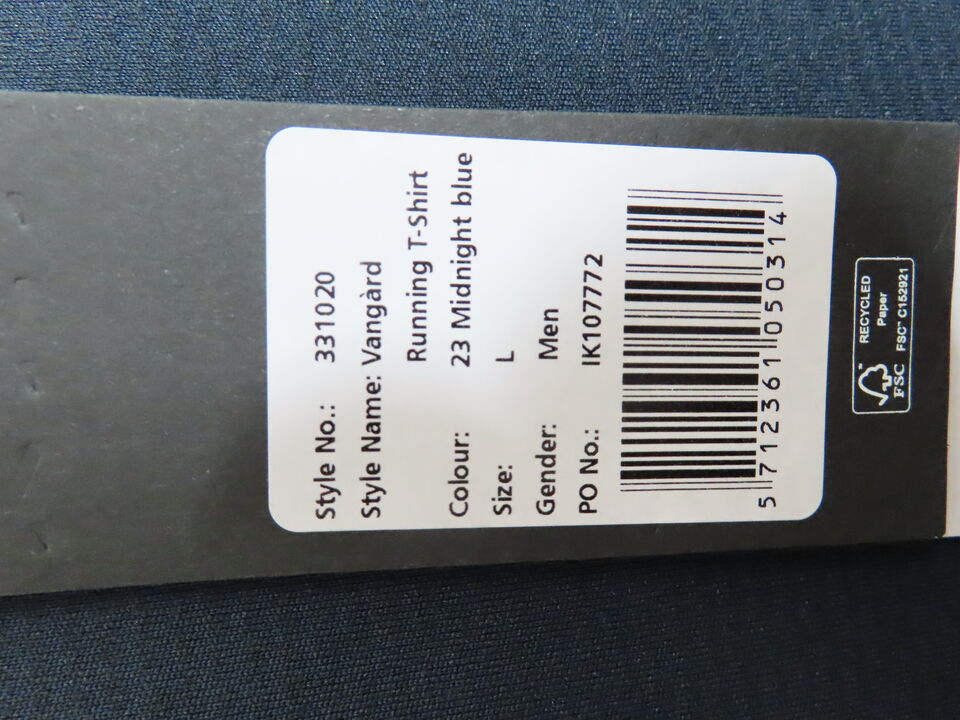 Style No.: 331020
Style Name: Vangàrd
Running T-Shirt
Colour: 23 Midnight blue
Size: L
Gender: Men
PO No.: IK107772
5 712361 050314
RECYCLED
Paper
FSC™ C152921
FSC